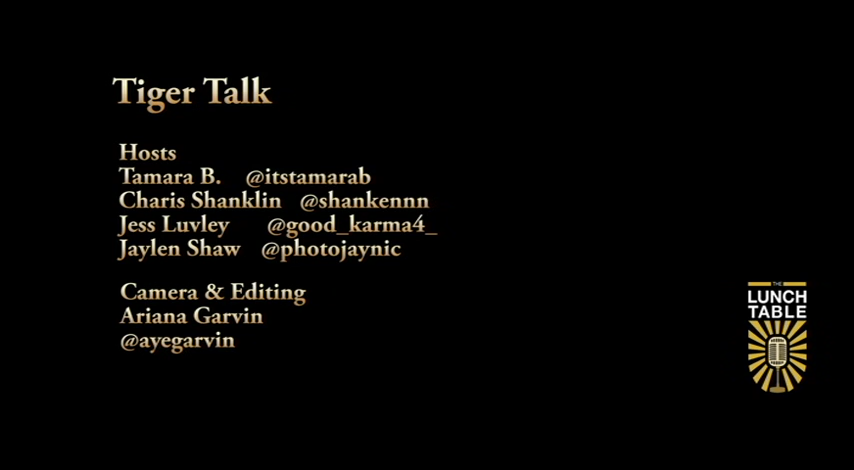 Tiger Talk
Hosts
Tamara B. @itstamarab
Charis Shanklin @shankennn
Jess Luvley @good_karma4_
Jaylen Shaw @photojaynic
Camera & Editing
Ariana Garvin
@ayegarvin
THE
LUNCH
TABLE